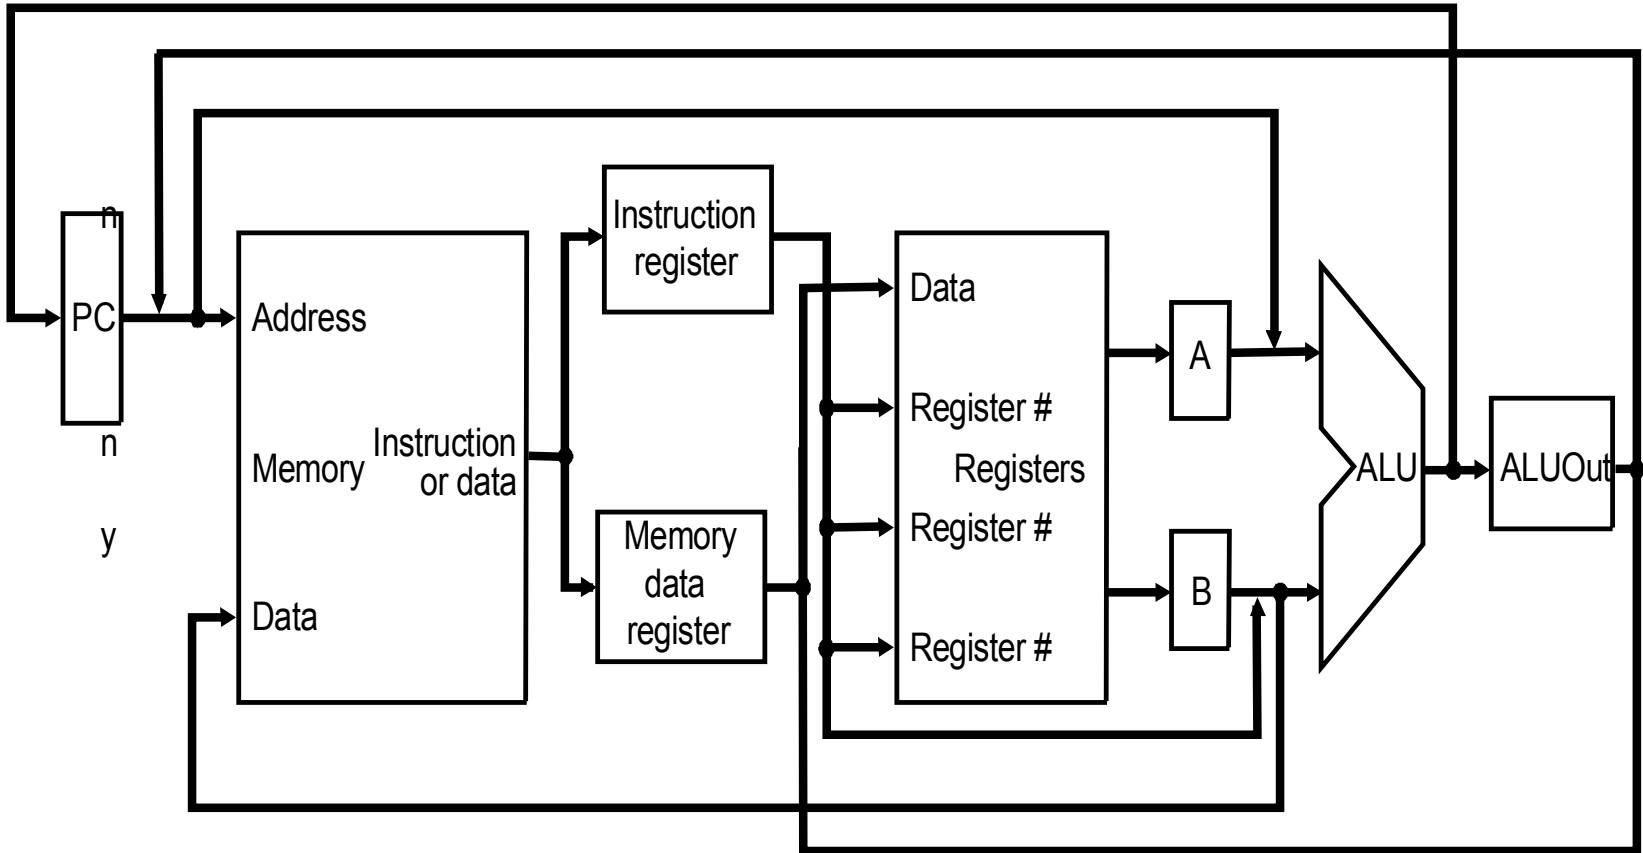 n
PC
n
y
Address
Memory
Instruction
or data
Data
Instruction
register
Memory
data
register
Data
Register #
Registers
Register #
Register #
A
B
ALU
ALUOut